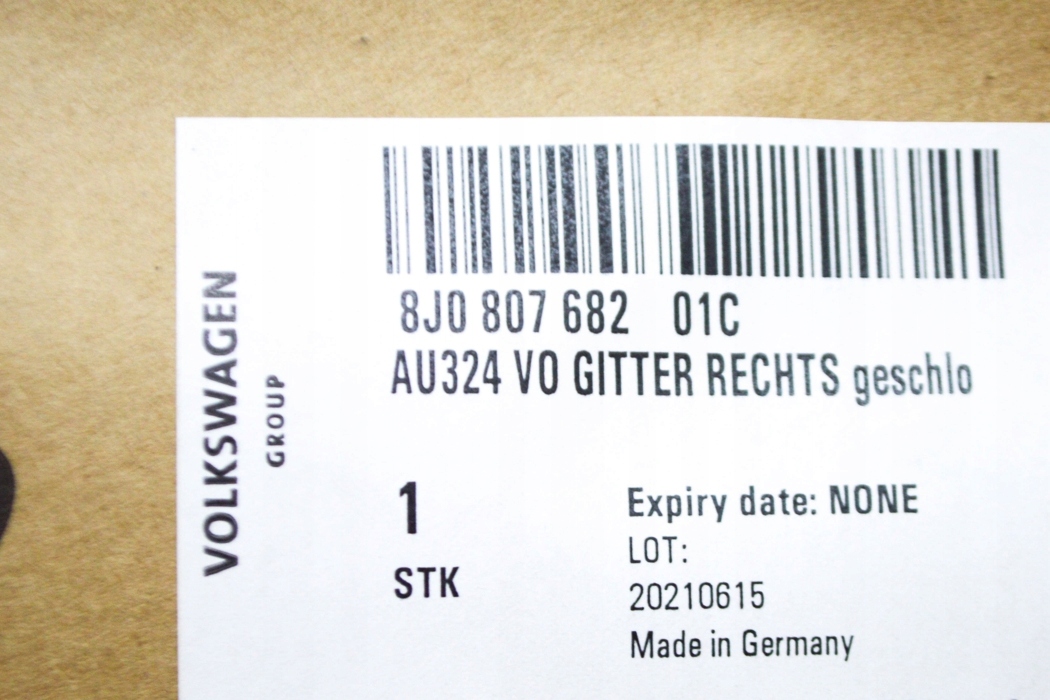 VOLKSWAGEN
GROUP
8J0 807 682 01C
AU324 VO GITTER RECHTS geschlo
1
STK
Expiry date: NONE
LOT:
20210615
Made in Germany